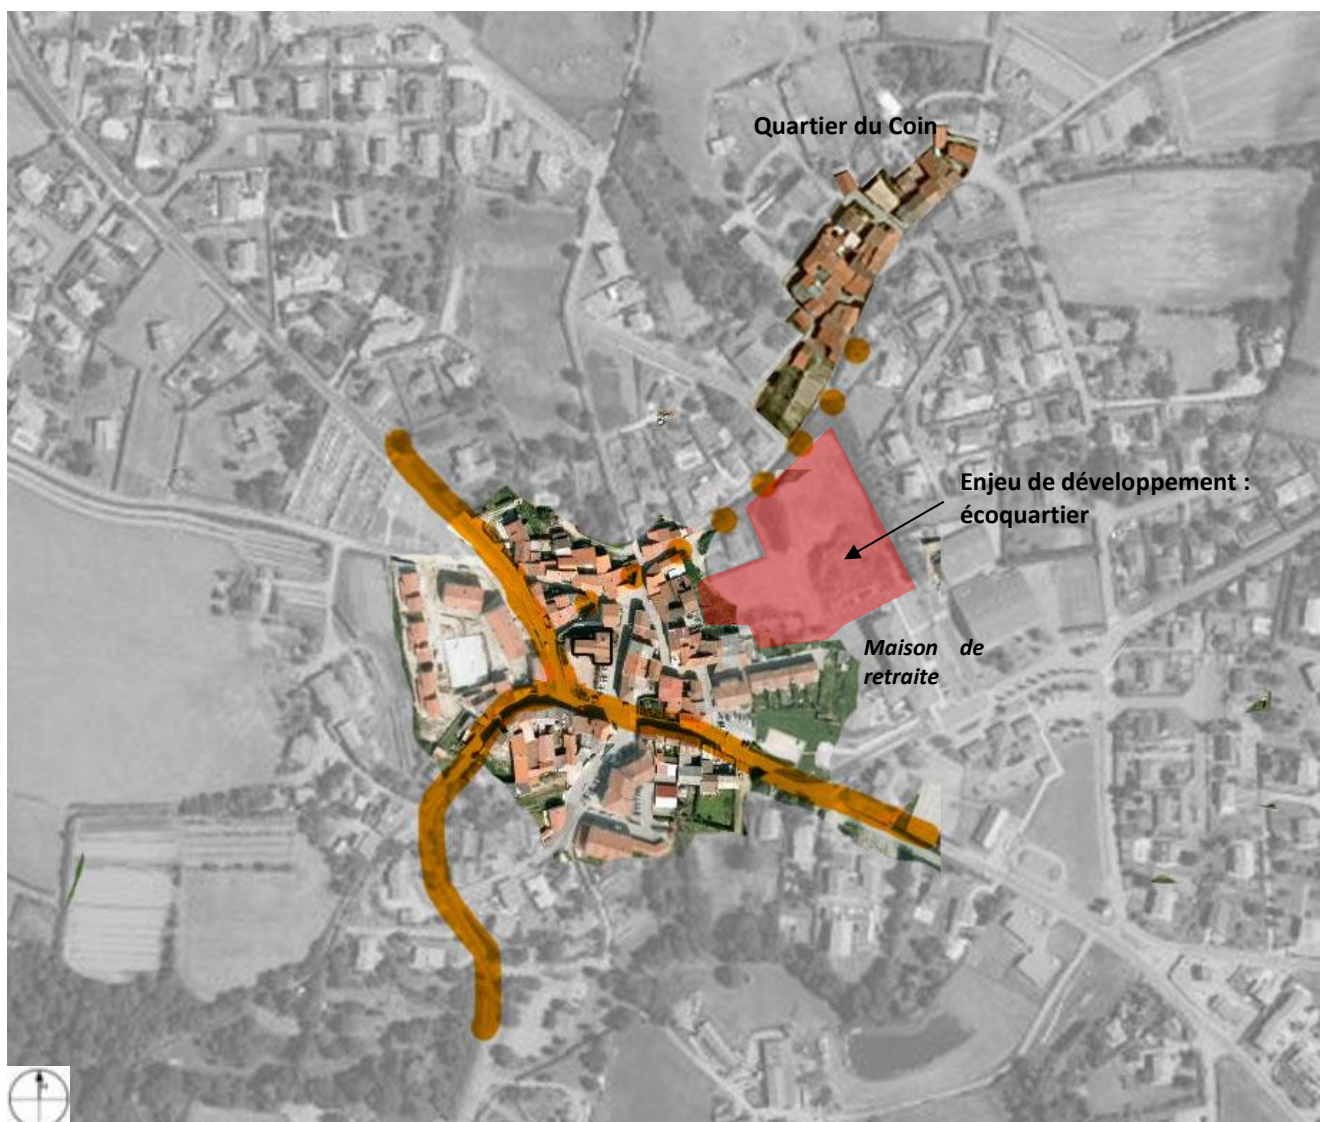 Quartier du Coin
Enjeu de développement :
écoquartier
Maison de
retraite